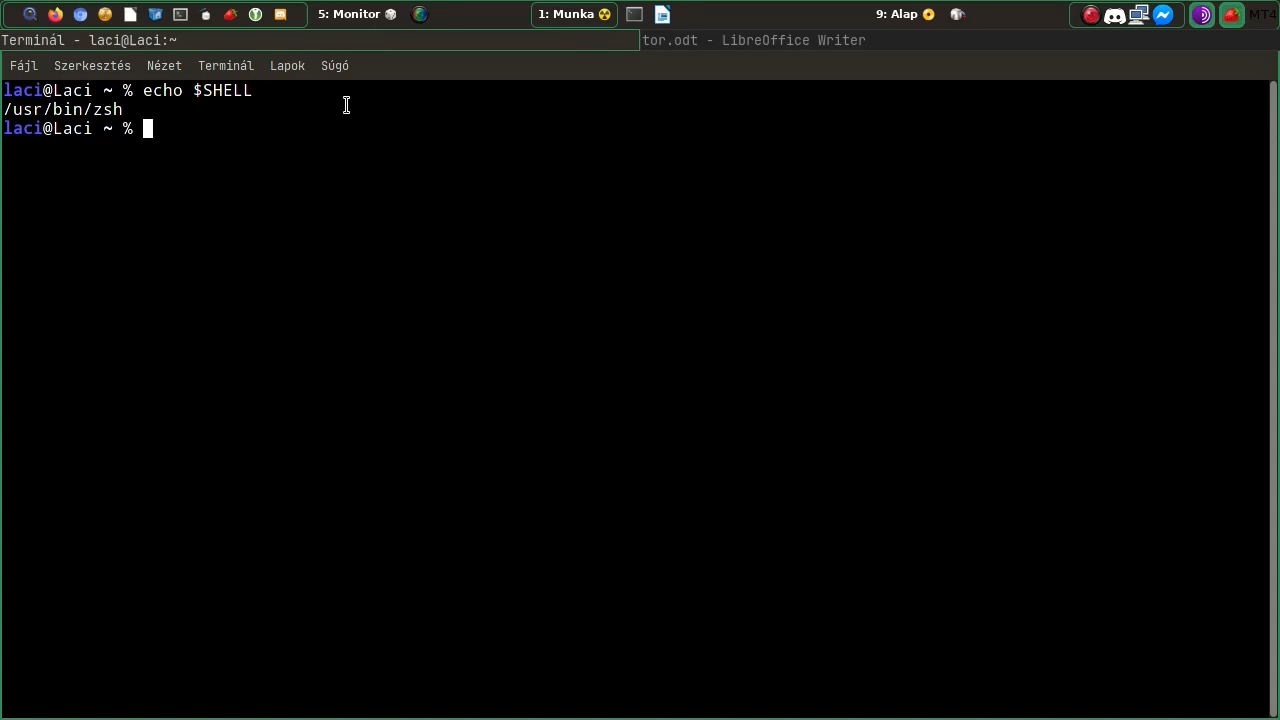 5: Monitor
1: Munka
9: Alap
MT4
Terminál - laci@Laci:~
tor.odt - LibreOffice Writer
Fájl Szerkesztés Nézet Terminál Lapok Súgó
laci@Laci ~ % echo $SHELL
/usr/bin/zsh
laci@Laci ~ %